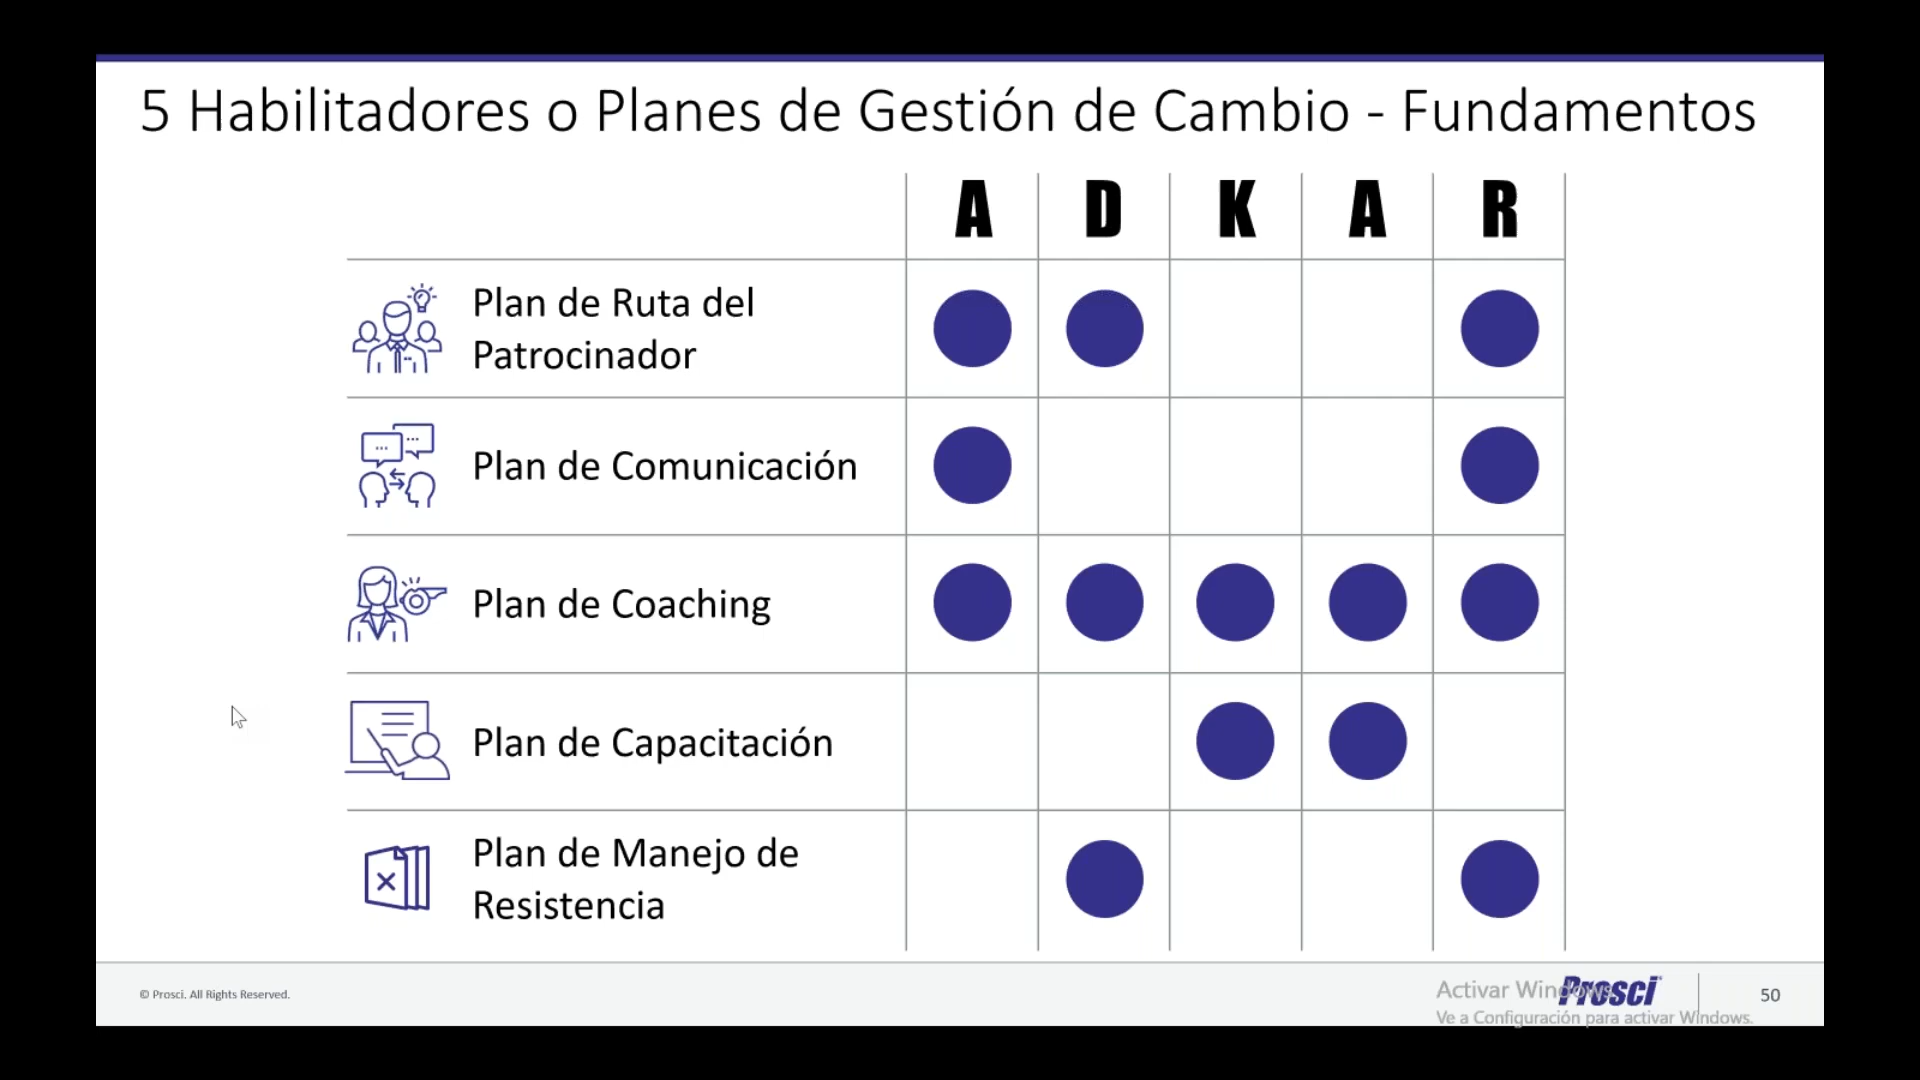 5 Habilitadores o Planes de Gestión de Cambio - Fundamentos
A D K A R
Plan de Ruta del
Patrocinador
Plan de Comunicación
Plan de Coaching
Plan de Capacitación
Plan de Manejo de
Resistencia
© Prosci. All Rights Reserved.
Activar Windows
Prosci
50
Ve a Configuración para activar Windows.